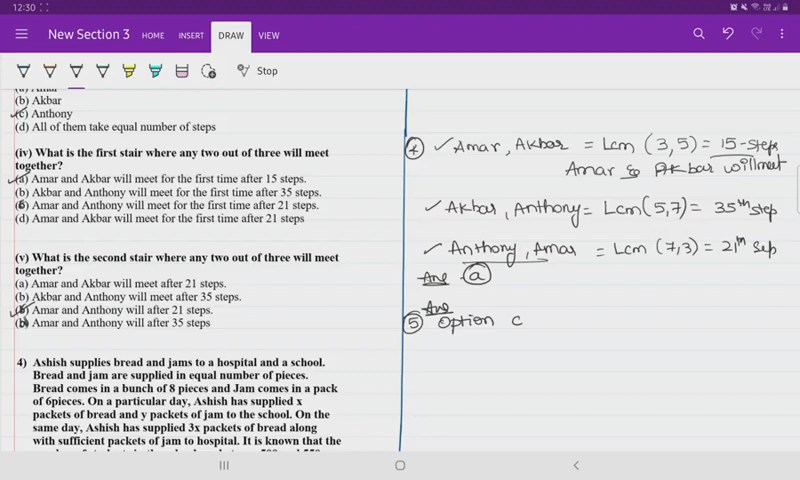 12:30
New Section 3 HOME INSERT DRAW VIEW
Stop
(b) Akbar
(c) Anthony
(d) All of them take equal number of steps
(iv) What is the first stair where any two out of three will meet
together?
(a) Amar and Akbar will meet for the first time after 15 steps.
(b) Akbar and Anthony will meet for the first time after 35 steps.
(c) Amar and Anthony will meet for the first time after 21 steps.
(d) Amar and Akbar will meet for the first time after 21 steps
(v) What is the second stair where any two out of three will meet
together?
(a) Amar and Akbar will meet after 21 steps.
(b) Akbar and Anthony will meet after 35 steps.
Amar and Anthony will after 21 steps.
Amar and Anthony will after 35 steps
4) Ashish supplies bread and jams to a hospital and a school.
Bread and jam are supplied in equal number of pieces.
Bread comes in a bunch of 8 pieces and Jam comes in a pack
of 6pieces. On a particular day, Ashish has supplied x
packets of bread and y packets of jam to the school. On the
same day, Ashish has supplied 3x packets of bread along
with sufficient packets of jam to hospital. It is known that the
4 Amar, Akbar = Lcm (3,5) = 15-steps
Amar & Akbar will meet
Akbar, Anthony = Lcm (5,7) = 35th step
Anthony, Amar = Lcm (7,3) = 21th Sep
Ans a
Ans
5 Option C